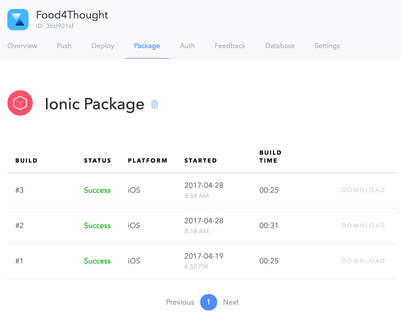 Food4Thought
ID: 3bd901cf
Overview Push Deploy Package Auth Feedback Database Settings
Ionic Package
BUILD STATUS PLATFORM STARTED BUILD TIME
#3 Success iOS 2017-04-28 00:25 DOWNLOAD
8:54 AM
#2 Success iOS 2017-04-28 00:31 DOWNLOAD
8:18 AM
#1 Success iOS 2017-04-19 00:25 DOWNLOAD
6:50 PM
Previous 1 Next